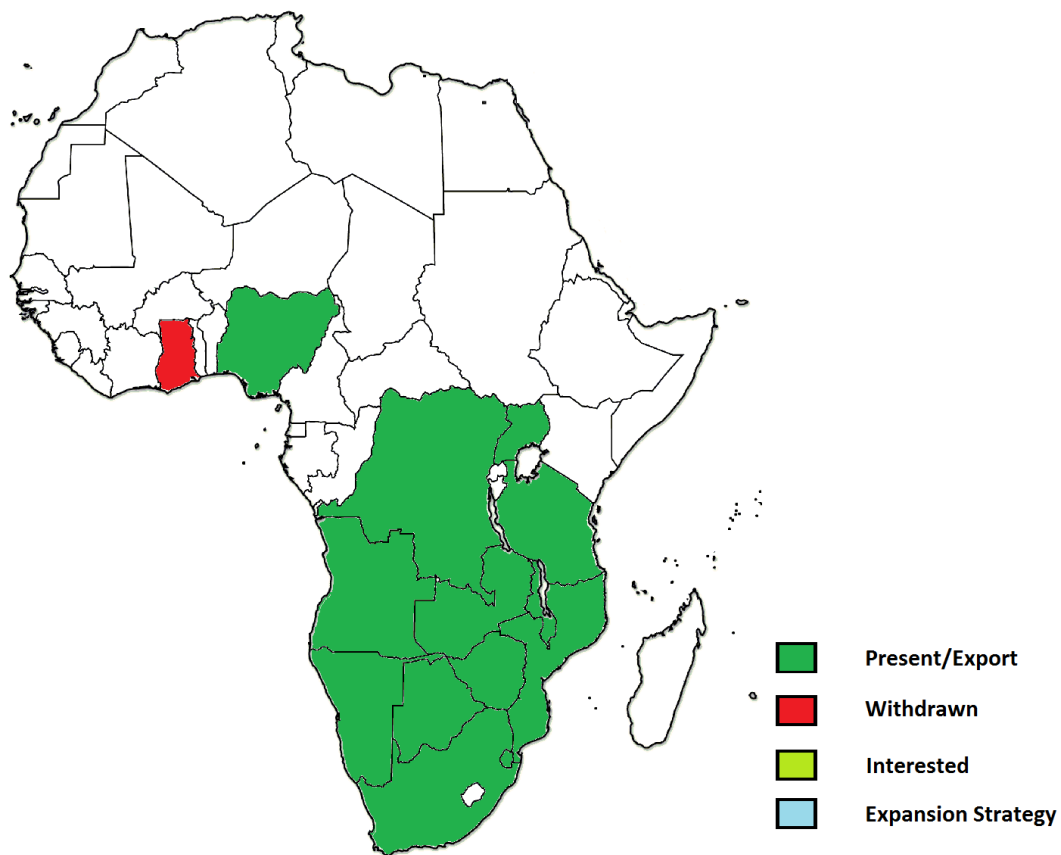 Present/Export
Withdrawn
Interested
Expansion Strategy